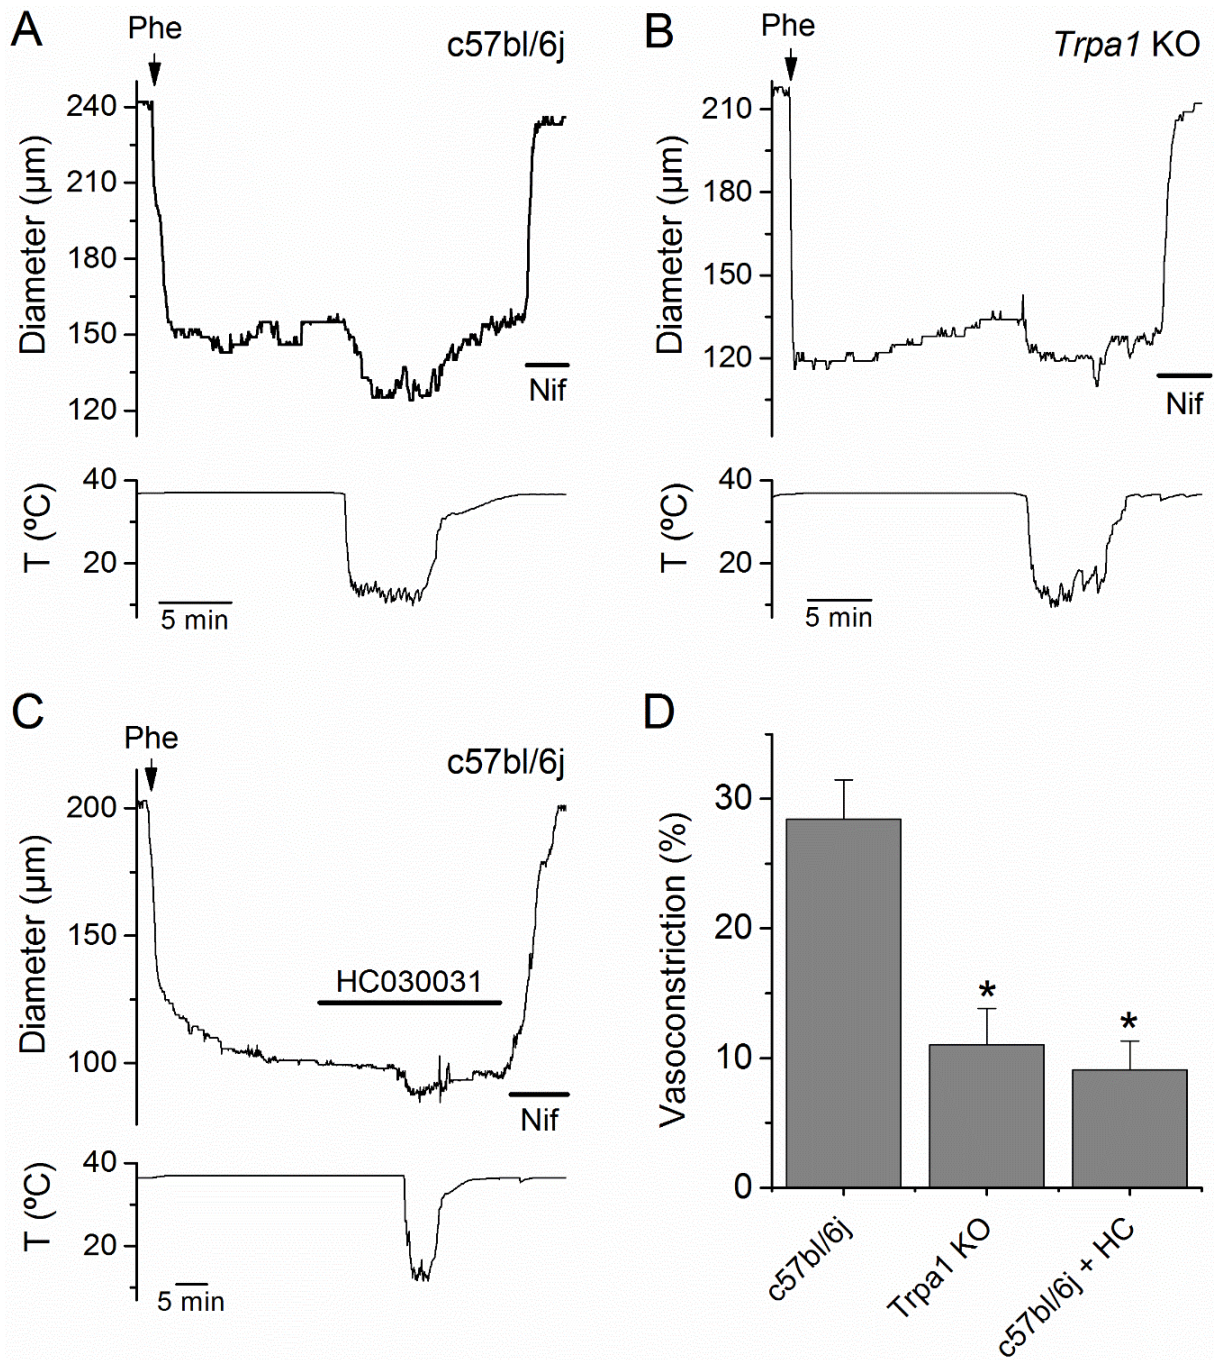 A
Phe
c57bl/6j
240
210
180
150
120
Diameter (µm)
Nif
40
20
T (ºC)
5 min
B
Phe
Trpa1 KO
210
180
150
120
Diameter (µm)
Nif
40
20
T (ºC)
5 min
C
Phe
c57bl/6j
200
150
100
Diameter (µm)
HC030031
Nif
40
20
T (ºC)
5 min
D
30
20
10
0
Vasoconstriction (%)
*
*
c57bl/6j
Trpa1 KO
c57bl/6j + HC